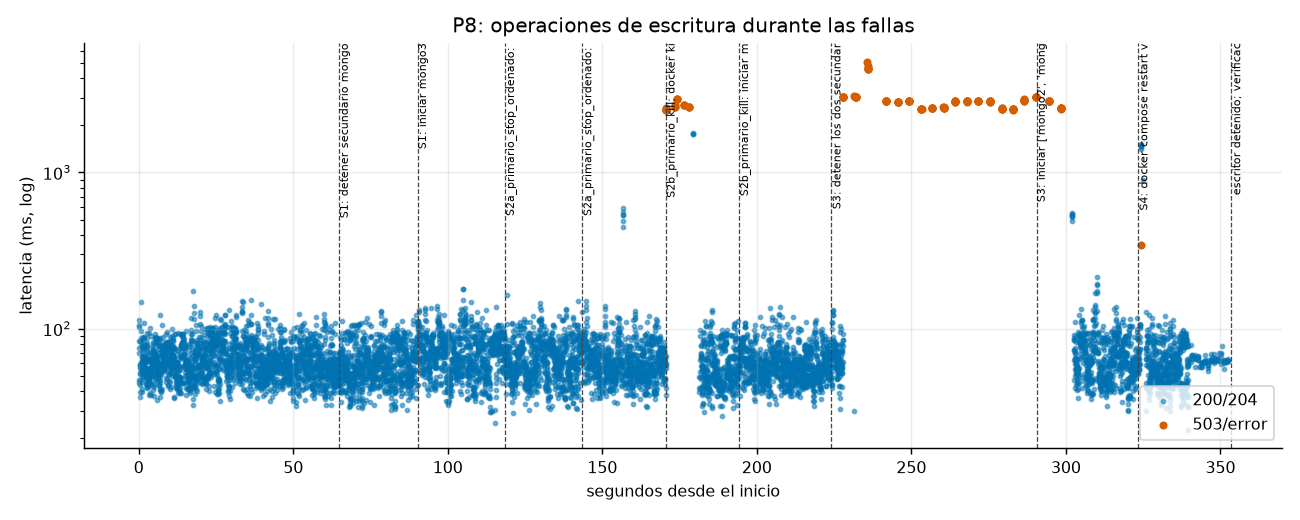 P8: operaciones de escritura durante las fallas
latencia (ms, log)
10³
10²
S1: detener secundario mongo
S1: iniciar mongo3
S2a_primario_stop_ordenado:
S2a_primario_stop_ordenado:
S2b_primario_kill: docker ki
S2b_primario_kill: iniciar m
S3: detener los dos secundar
S3: iniciar ['mongo2', 'mong
S4: docker compose restart v
escritor detenido; verificac
200/204
503/error
0 50 100 150 200 250 300 350
segundos desde el inicio